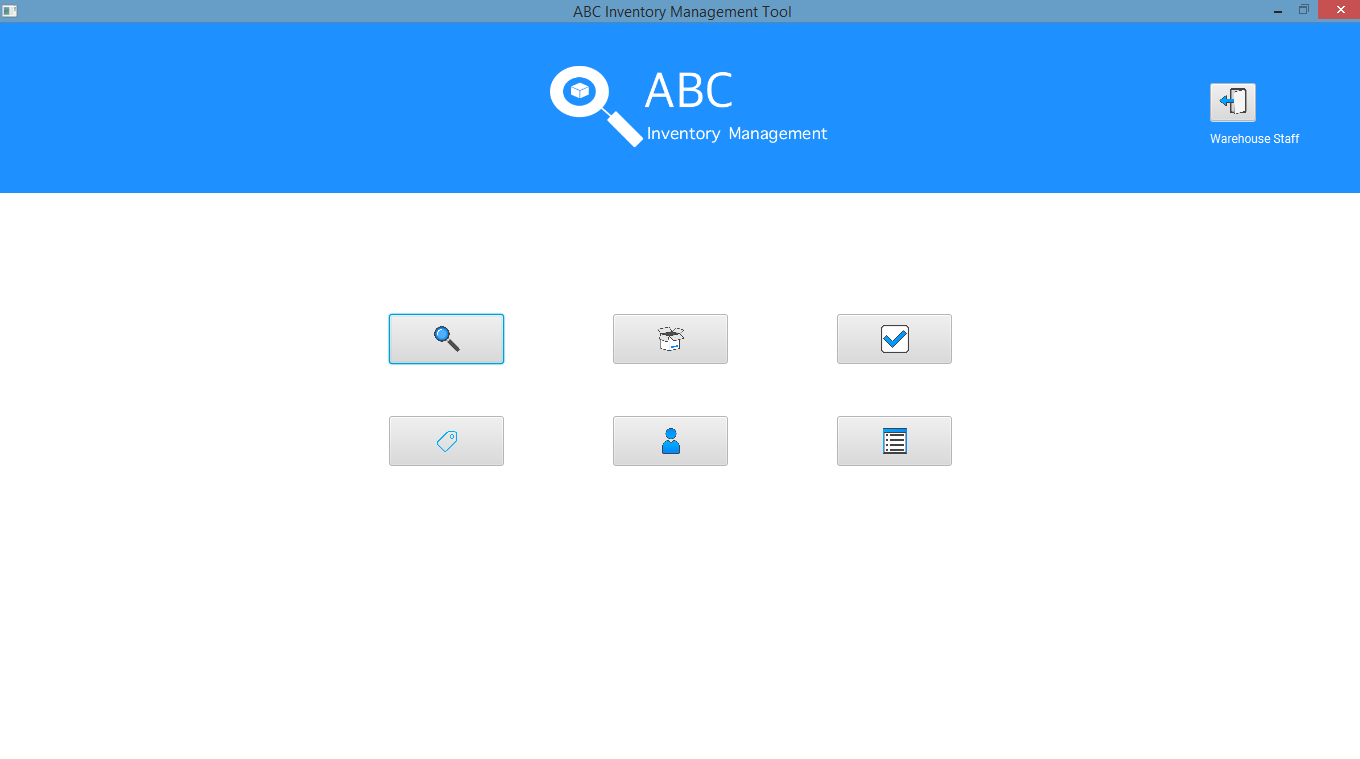 ABC Inventory Management Tool
ABC
Inventory Management
Warehouse Staff